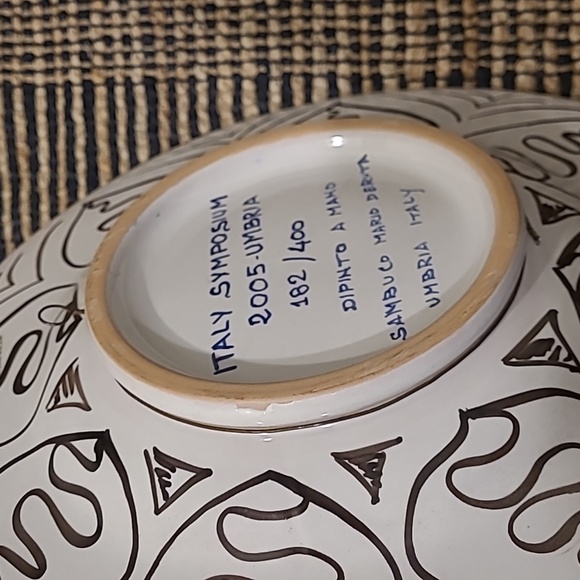 ITALY SYMPOSIUM
2005-UMBRIA
182/400
DIPINTO A MANO
SAMBUCO MARIO DERUTA
UMBRIA ITALY